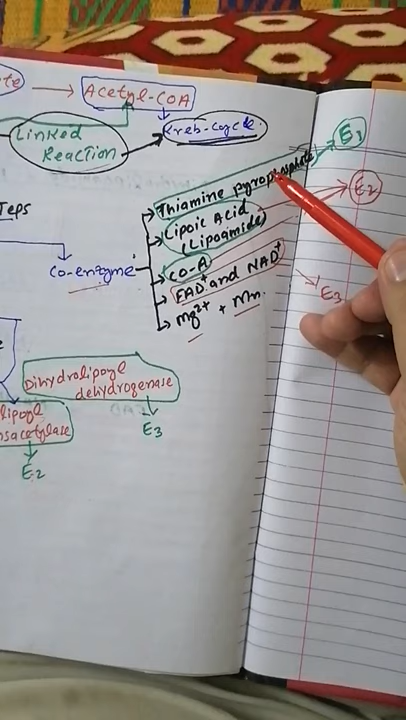 Acetyl-COA
Linked
Reaction
Kreb-cycle
Teps
Co-enzyme
Thiamine pyrophosphate
E1
Lipoic Acid
(Lipoamide)
E2
CO-A
FAD+ and NAD+
E3
Mg2+ + Mn
Dihydrolipoyl
dehydrogenase
E3
E2